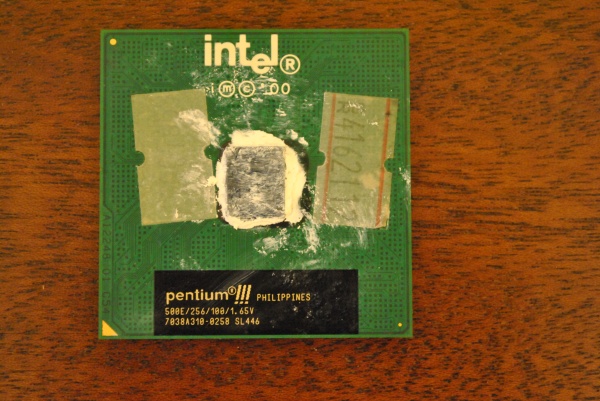 intel®
i ⓜ © '00
pentium® !!! PHILIPPINES
500E/256/100/1.65V
7038A310-0258 SL446